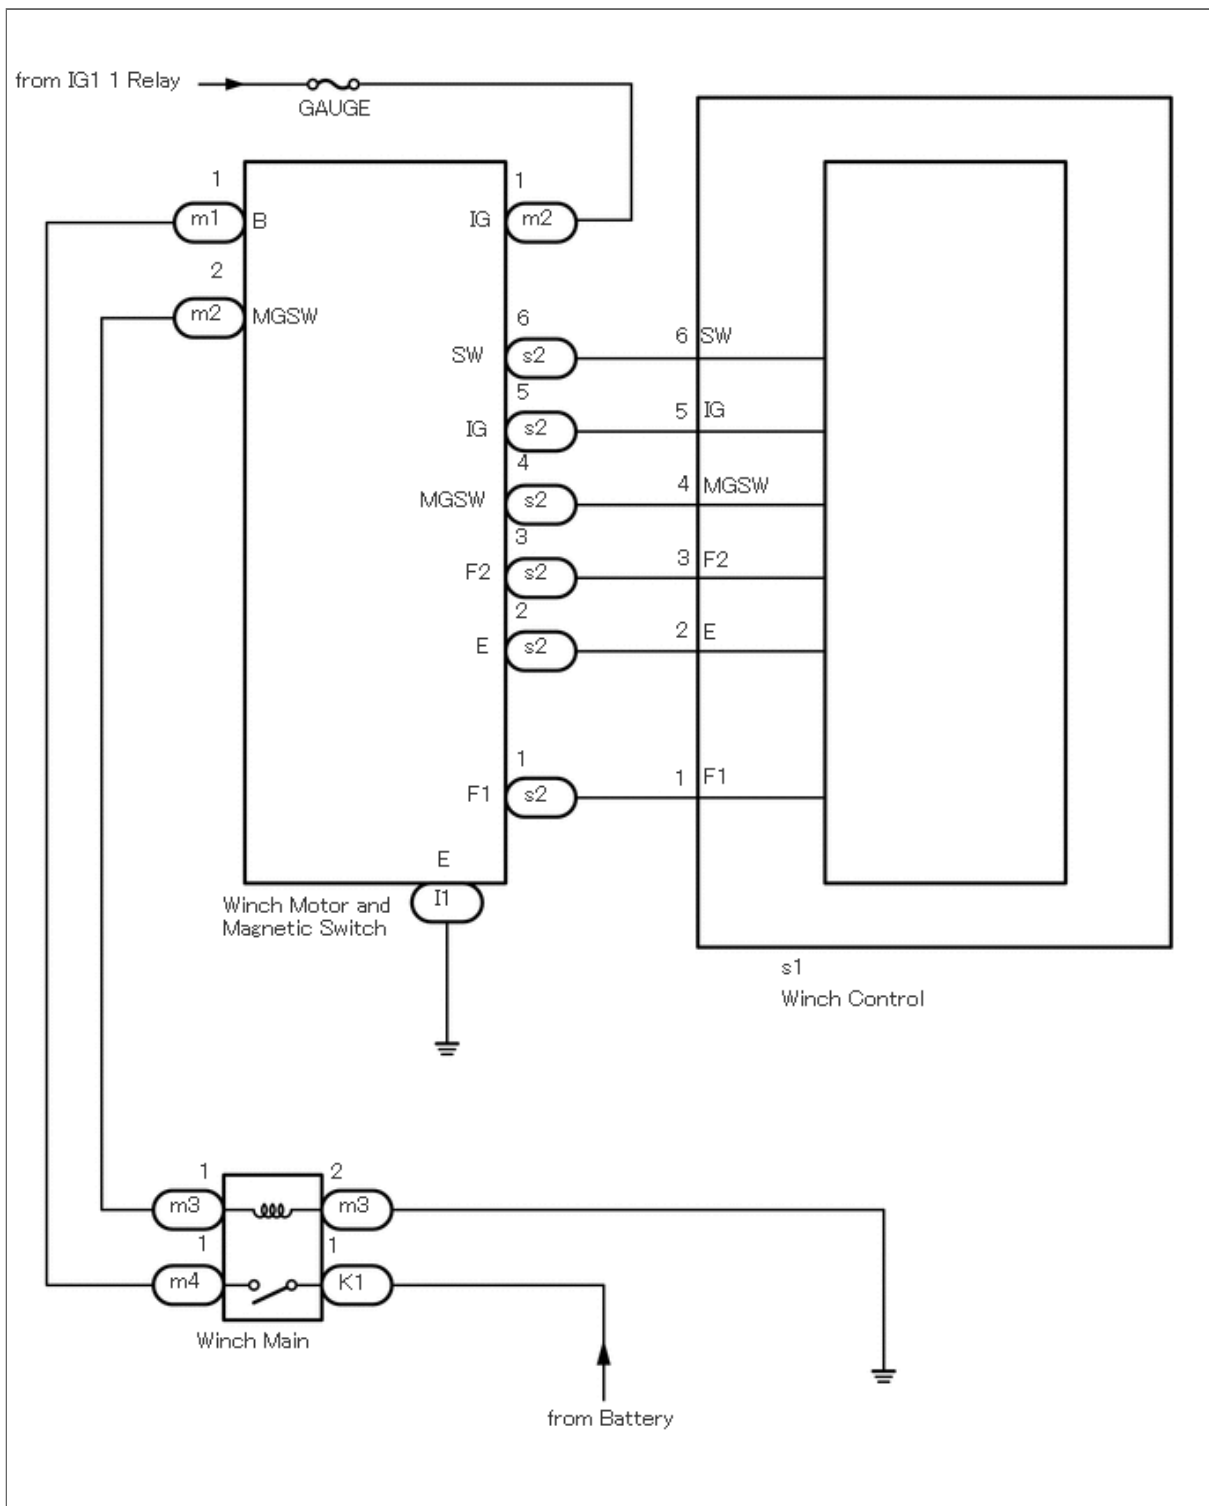 from IG1 1 Relay
GAUGE
1
m1
B
1
IG
m2
2
m2
MGSW
6
SW
s2
6
SW
5
IG
s2
5
IG
4
MGSW
s2
4
MGSW
3
F2
s2
3
F2
2
E
s2
2
E
1
F1
s2
1
F1
E
I1
Winch Motor and
Magnetic Switch
s1
Winch Control
1
2
m3
m3
1
1
m4
K1
Winch Main
from Battery